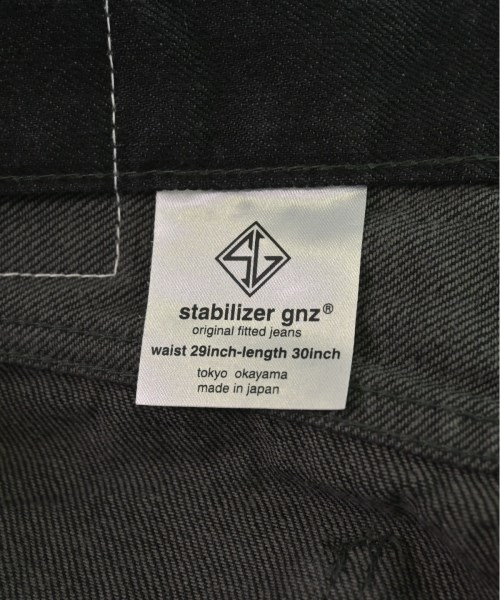 SG
stabilizer gnz®
original fitted jeans
waist 29inch-length 30inch
tokyo okayama
made in japan